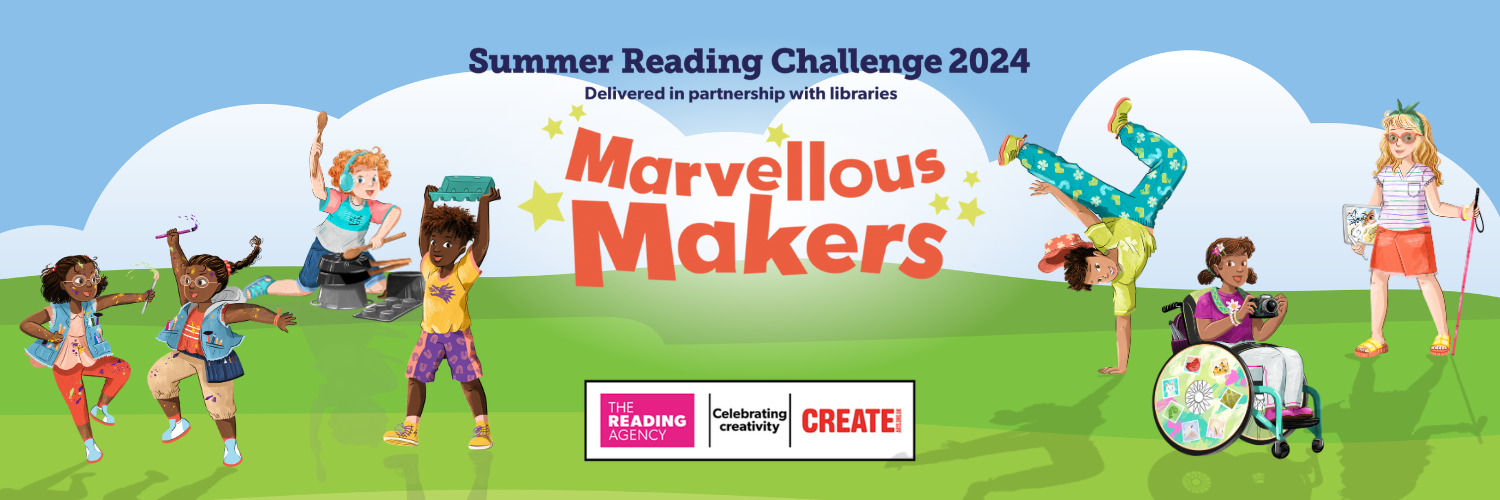 Summer Reading Challenge 2024
Delivered in partnership with libraries
Marvellous
Makers
THE
READING
AGENCY
Celebrating
creativity
CREATE